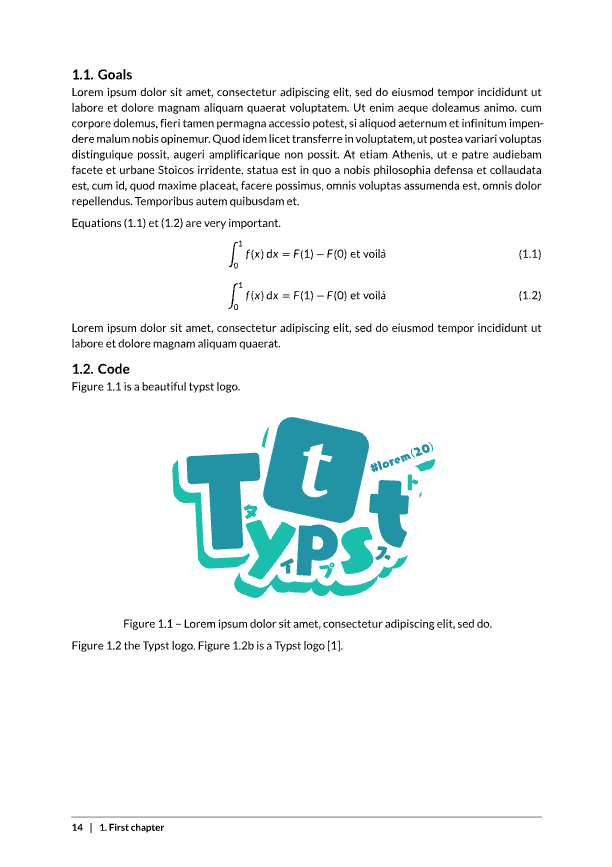 1.1. Goals
Lorem ipsum dolor sit amet, consectetur adipiscing elit, sed do eiusmod tempor incididunt ut
labore et dolore magnam aliquam quaerat voluptatem. Ut enim aeque doleamus animo, cum
corpore dolemus, fieri tamen permagna accessio potest, si aliquod aeternum et infinitum impen-
dere malum nobis opinemur. Quod idem licet transferre in voluptatem, ut postea variari voluptas
distinguique possit, augeri amplificarique non possit. At etiam Athenis, ut e patre audiebam
facete et urbane Stoicos irridente, statua est in quo a nobis philosophia defensa et collaudata
est, cum id, quod maxime placeat, facere possimus, omnis voluptas assumenda est, omnis dolor
repellendus. Temporibus autem quibusdam et.
Equations (1.1) et (1.2) are very important.
∫₀¹ f(x) dx = F(1) − F(0) et voilà (1.1)
∫₀¹ f(x) dx = F(1) − F(0) et voilà (1.2)
Lorem ipsum dolor sit amet, consectetur adipiscing elit, sed do eiusmod tempor incididunt ut
labore et dolore magnam aliquam quaerat.
1.2. Code
Figure 1.1 is a beautiful typst logo.
t
#lorem(20)
Typst
タイプスト
Figure 1.1 – Lorem ipsum dolor sit amet, consectetur adipiscing elit, sed do.
Figure 1.2 the Typst logo. Figure 1.2b is a Typst logo [1].
14 | 1. First chapter